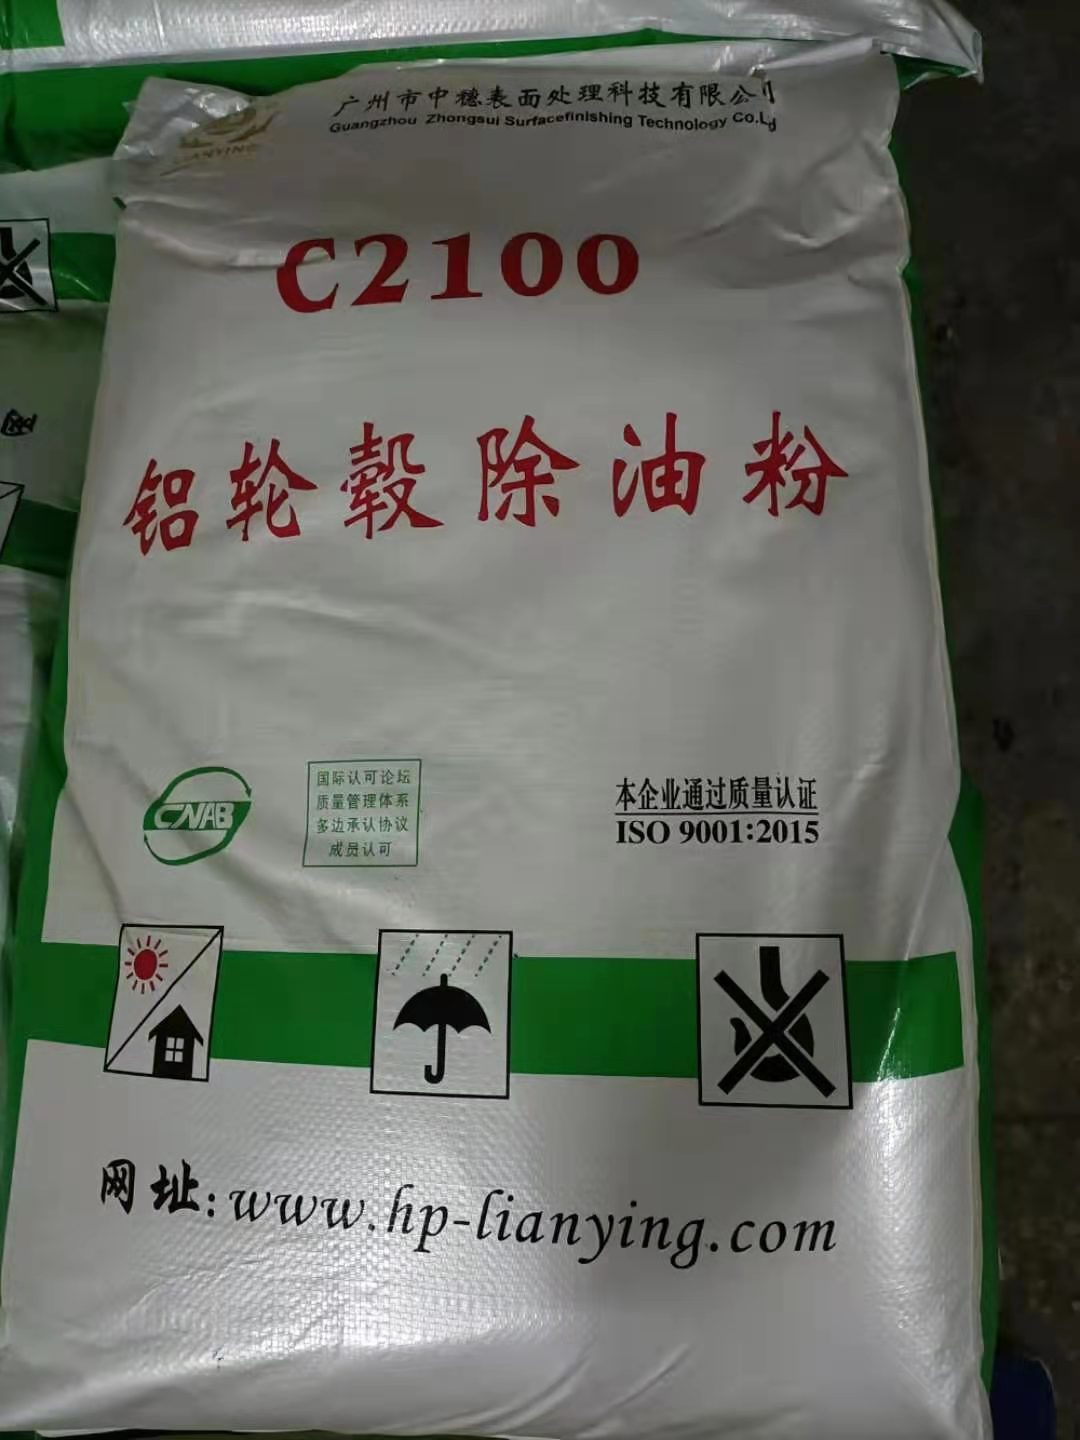 广州市中穗表面处理科技有限公司
Guangzhou Zhongsui Surfacefinishing Technology Co.Ltd
LIANYING
C2100
铝轮毂除油粉
CNAB
国际认可论坛
质量管理体系
多边承认协议
成员认可
本企业通过质量认证
ISO 9001:2015
网址:www.hp-lianying.com
网